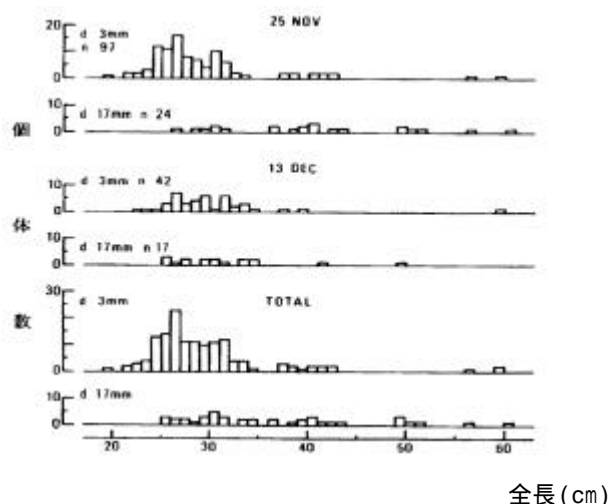 25 NOV
20
d 3mm
n 97
0
10
d 17mm n 24
0
個
13 DEC
10
d 3mm n 42
0
体
10
d 17mm n 17
0
30
d 3mm
TOTAL
数
0
10
d 17mm
0
20 30 40 50 60
全長(cm)